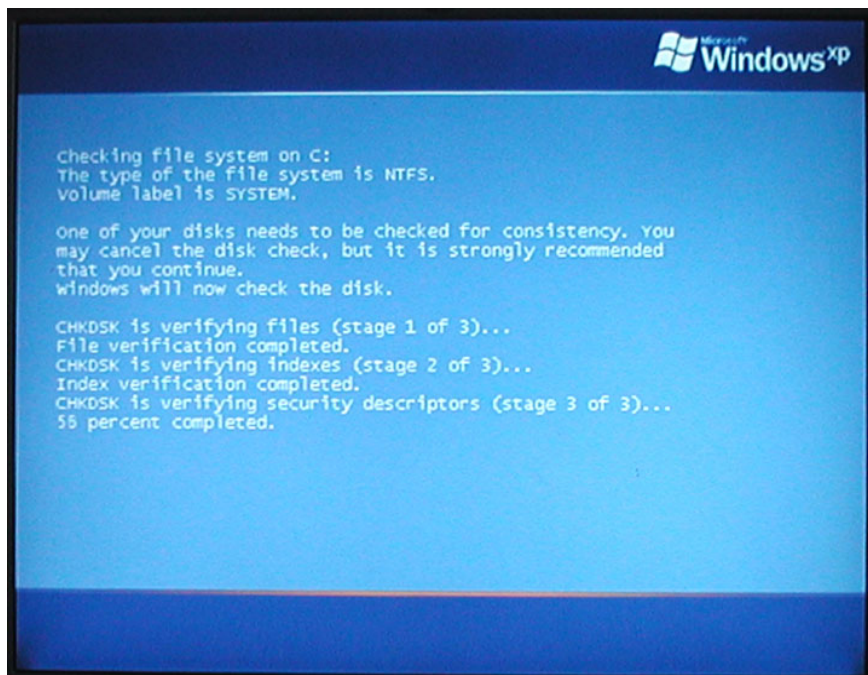 Microsoft
Windows xp
Checking file system on C:
The type of the file system is NTFS.
Volume label is SYSTEM.
One of your disks needs to be checked for consistency. You
may cancel the disk check, but it is strongly recommended
that you continue.
Windows will now check the disk.
CHKDSK is verifying files (stage 1 of 3)...
File verification completed.
CHKDSK is verifying indexes (stage 2 of 3)...
Index verification completed.
CHKDSK is verifying security descriptors (stage 3 of 3)...
56 percent completed.